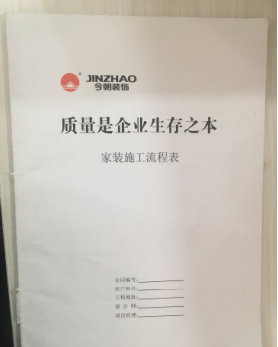 JINZHAO
今朝装饰
质量是企业生存之本
家装施工流程表
合同编号:
客户姓名:
工程地址:
设 计 师:
项目经理: